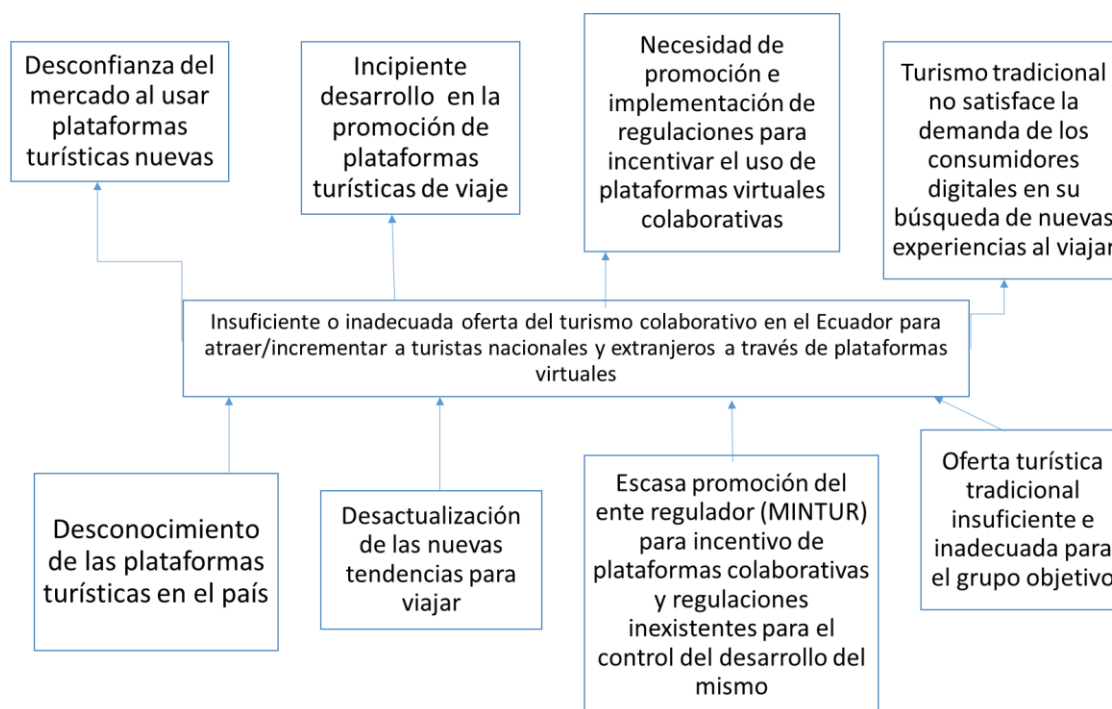 Desconfianza del
mercado al usar
plataformas
turísticas nuevas
Incipiente
desarrollo en la
promoción de
plataformas
turísticas de viaje
Necesidad de
promoción e
implementación de
regulaciones para
incentivar el uso de
plataformas virtuales
colaborativas
Turismo tradicional
no satisface la
demanda de los
consumidores
digitales en su
búsqueda de nuevas
experiencias al viajar
Insuficiente o inadecuada oferta del turismo colaborativo en el Ecuador para
atraer/incrementar a turistas nacionales y extranjeros a través de plataformas
virtuales
Desconocimiento
de las plataformas
turísticas en el país
Desactualización
de las nuevas
tendencias para
viajar
Escasa promoción del
ente regulador (MINTUR)
para incentivo de
plataformas colaborativas
y regulaciones
inexistentes para el
control del desarrollo del
mismo
Oferta turística
tradicional
insuficiente e
inadecuada para
el grupo objetivo